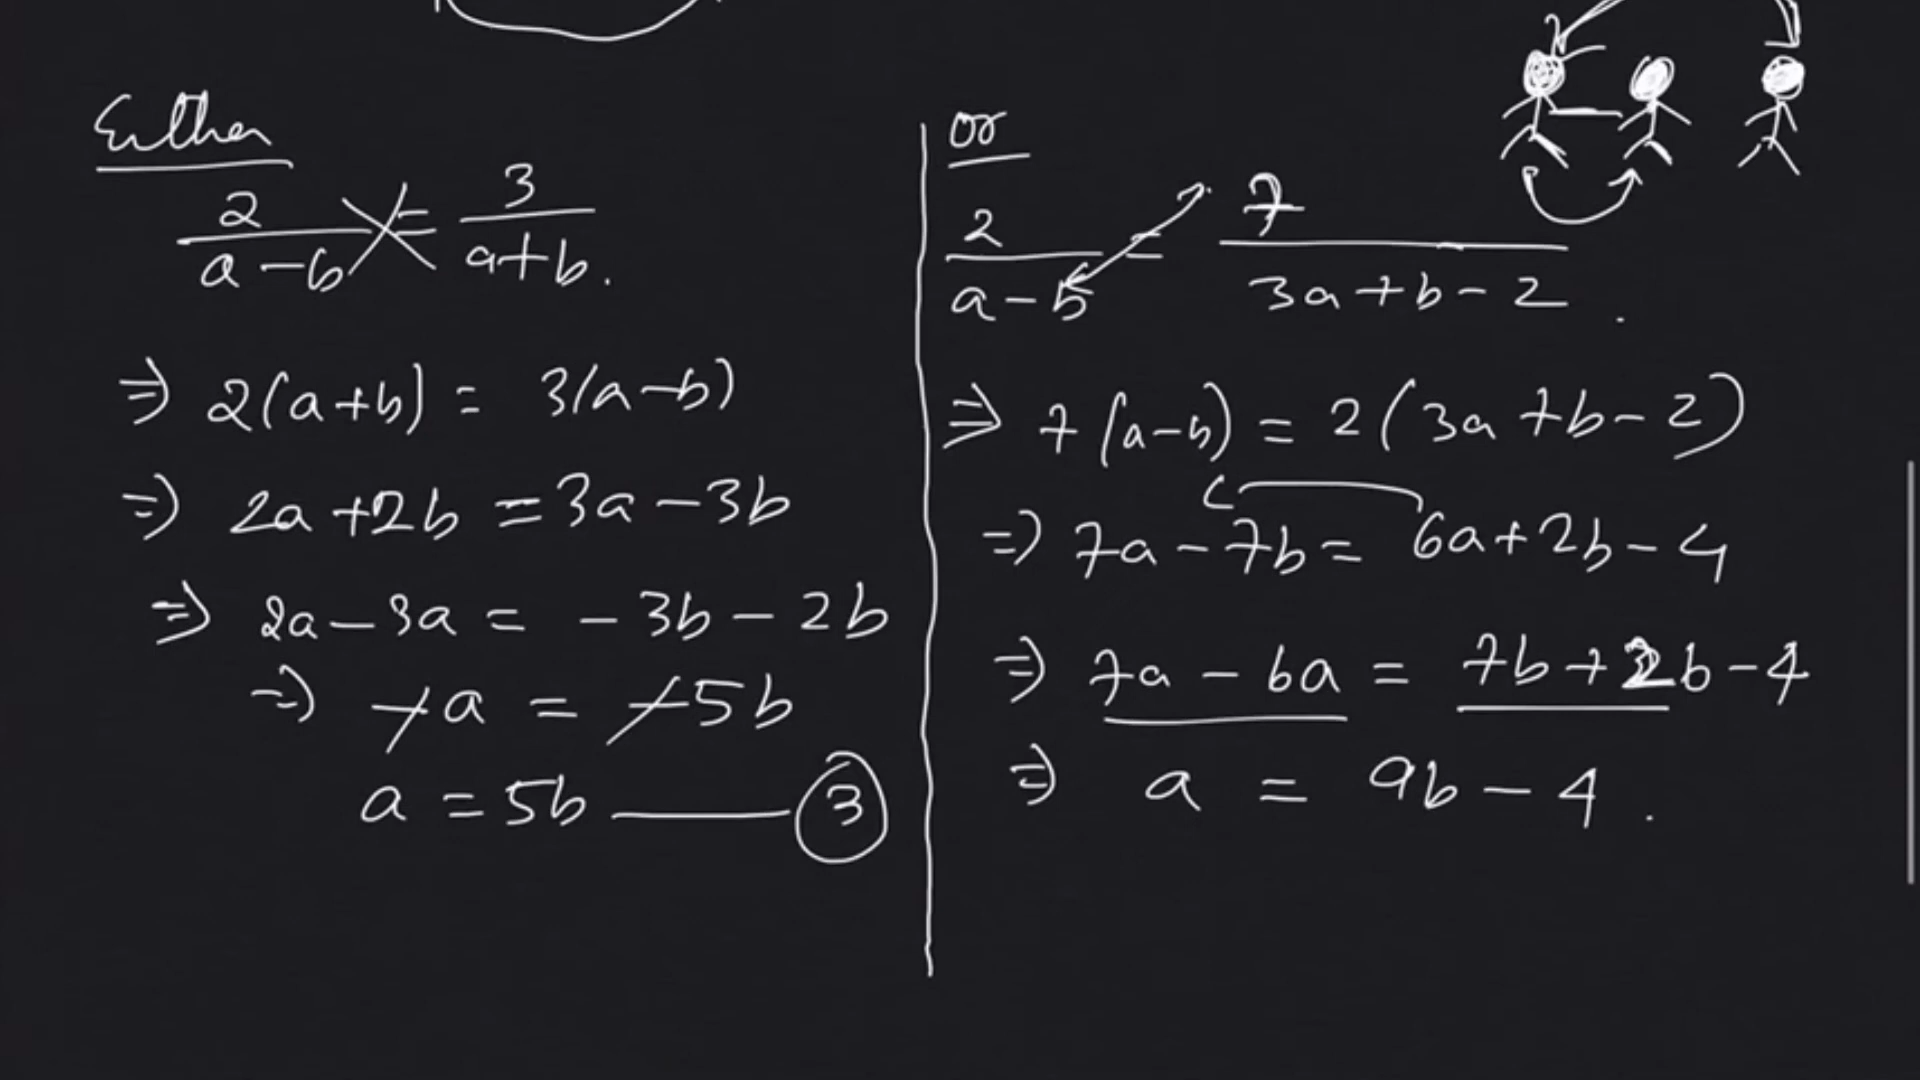 Either
2/(a-b) = 3/(a+b).
⇒ 2(a+b) = 3(a-b)
⇒ 2a+2b = 3a-3b
⇒ 2a-3a = -3b-2b
⇒ -a = -5b
a = 5b —— ③
or
2/(a-b) = 7/(3a+b-2).
⇒ 7(a-b) = 2(3a+b-2)
⇒ 7a-7b = 6a+2b-4
⇒ 7a-6a = 7b+2b-4
⇒ a = 9b-4.